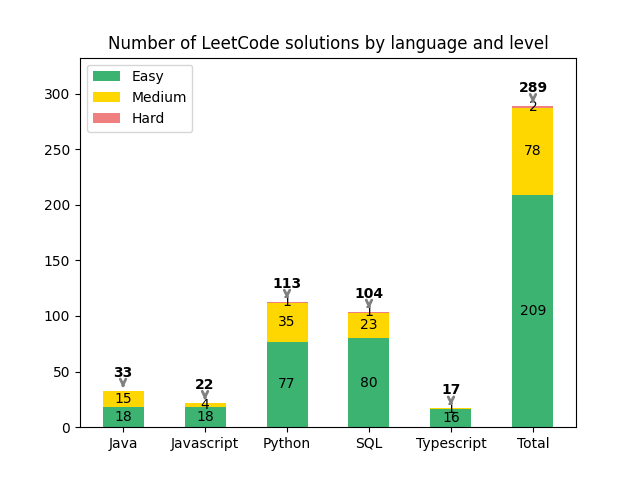 Number of LeetCode solutions by language and level
Easy
Medium
Hard
300
250
200
150
100
50
0
33
15
18
22
4
18
113
1
35
77
104
1
23
80
17
1
16
289
2
78
209
Java
Javascript
Python
SQL
Typescript
Total